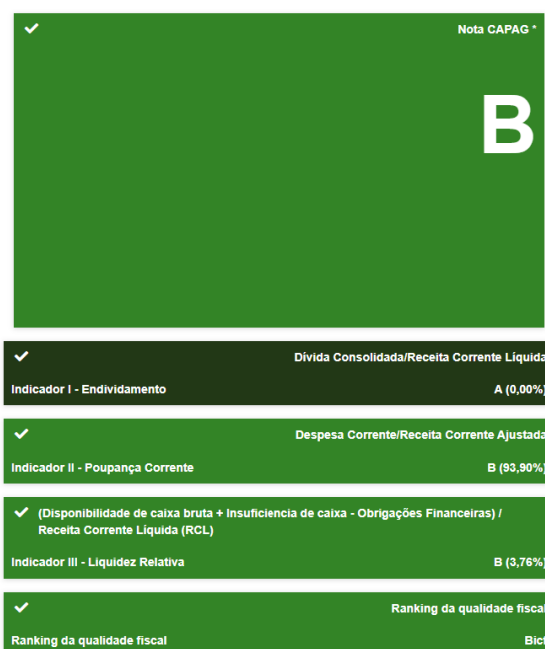 Nota CAPAG *
B
Dívida Consolidada/Receita Corrente Líquida
Indicador I - Endividamento
A (0,00%)
Despesa Corrente/Receita Corrente Ajustada
Indicador II - Poupança Corrente
B (93,90%)
(Disponibilidade de caixa bruta + Insuficiencia de caixa - Obrigações Financeiras) /
Receita Corrente Líquida (RCL)
Indicador III - Liquidez Relativa
B (3,76%)
Ranking da qualidade fiscal
Ranking da qualidade fiscal
Bicf